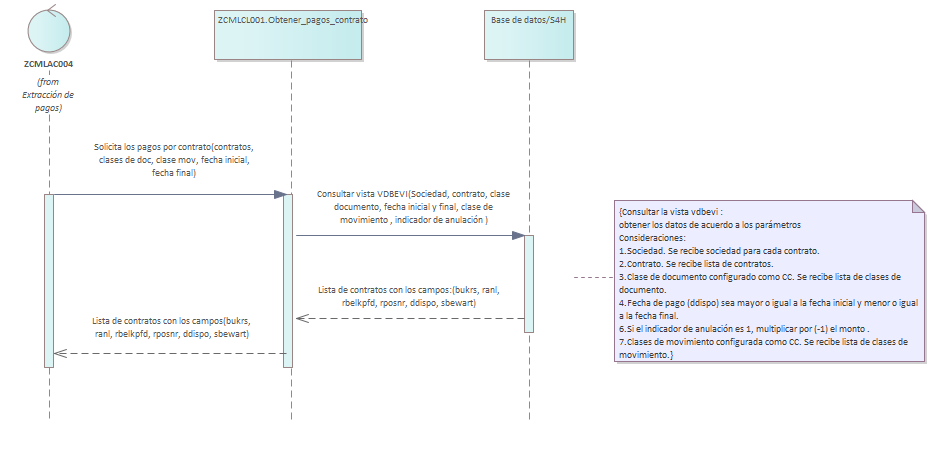 ZCMLCL001.Obtener_pagos_contrato
Base de datos/S4H
ZCMLAC004
(from
Extracción de
pagos)
Solicita los pagos por contrato(contratos,
clases de doc, clase mov, fecha inicial,
fecha final)
Consultar vista VDBEVI(Sociedad, contrato, clase
documento, fecha inicial y final, clase de
movimiento , indicador de anulación )
Lista de contratos con los campos:(bukrs, ranl,
rbelkpfd, rposnr, ddispo, sbewart)
Lista de contratos con los campos(bukrs,
ranl, rbelkpfd, rposnr, ddispo, sbewart)
{Consultar la vista vdbevi :
obtener los datos de acuerdo a los parámetros
Consideraciones:
1.Sociedad. Se recibe sociedad para cada contrato.
2.Contrato. Se recibe lista de contratos.
3.Clase de documento configurado como CC. Se recibe lista de clases de
documento.
4.Fecha de pago (ddispo) sea mayor o igual a la fecha inicial y menor o igual
a la fecha final.
6.Si el indicador de anulación es 1, multiplicar por (-1) el monto .
7.Clases de movimiento configurada como CC. Se recibe lista de clases de
movimiento.}